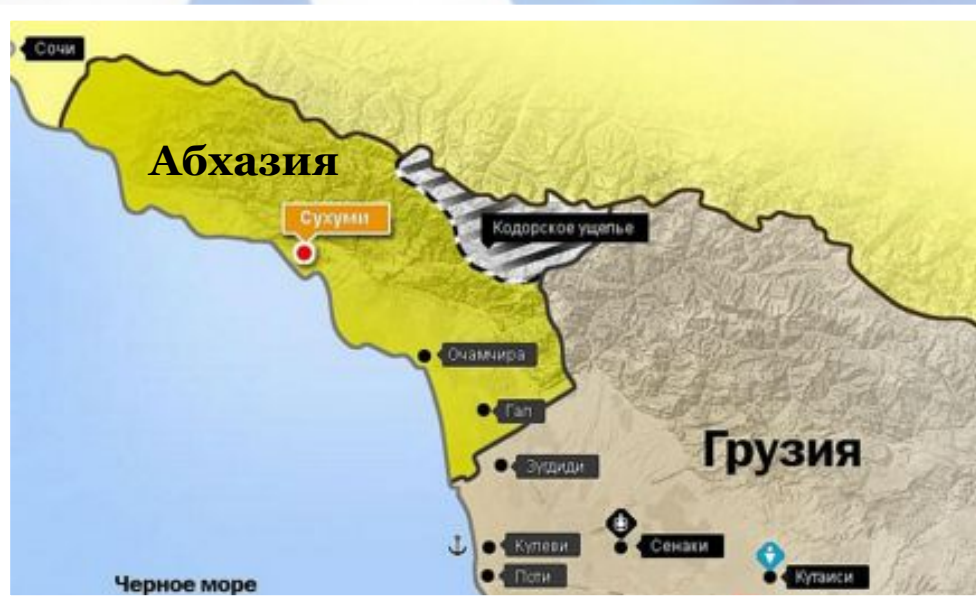 Сочи
Абхазия
Сухуми
Кодорское ущелье
Очамчира
Гал
Грузия
Зугдиди
Кулеви
Сенаки
Поти
Кутаиси
Черное море